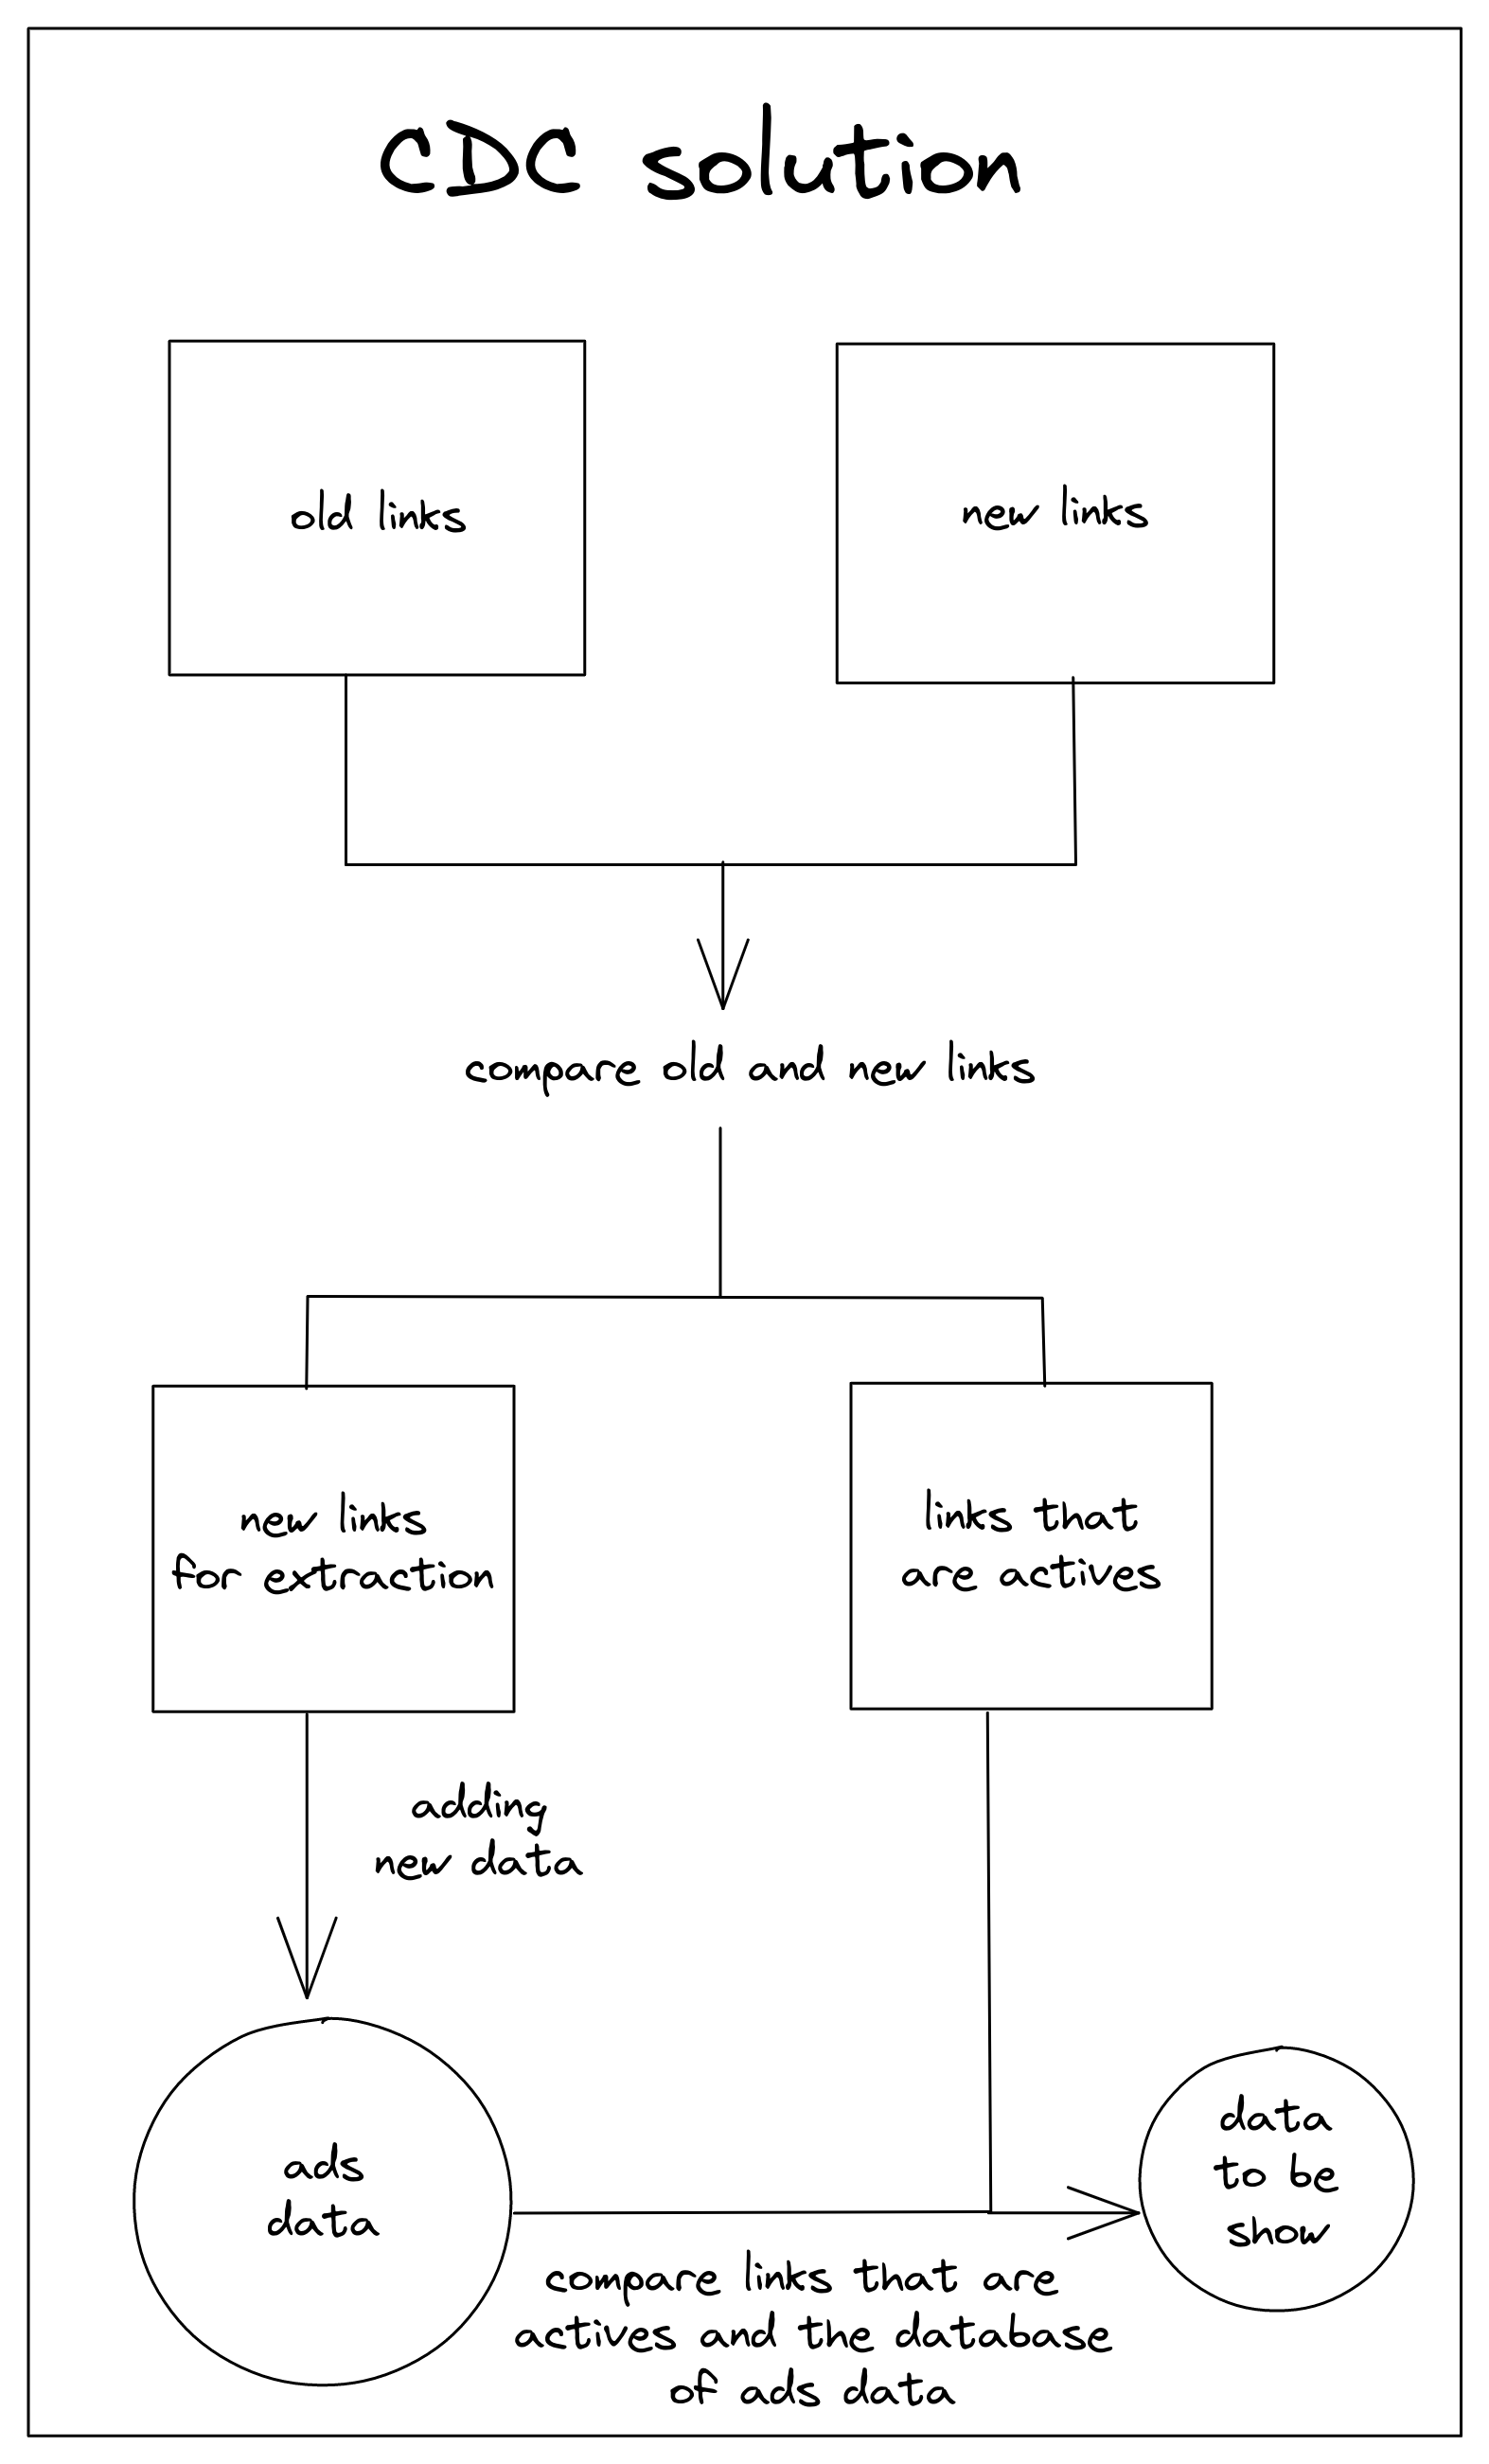 CDC solution
old links
new links
compare old and new links
new links
for extraction
links that
are actives
adding
new data
ads
data
data
to be
show
compare links that are
actives and the database
of ads data